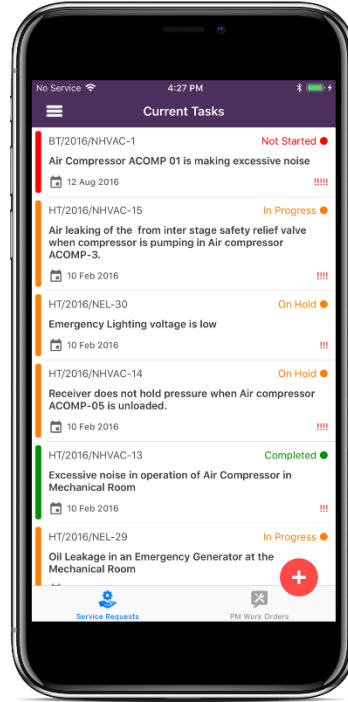 No Service 4:27 PM
Current Tasks
BT/2016/NHVAC-1 Not Started
Air Compressor ACOMP 01 is making excessive noise
12 Aug 2016 !!!!!
HT/2016/NHVAC-15 In Progress
Air leaking of the from inter stage safety relief valve
when compressor is pumping in Air compressor
ACOMP-3.
10 Feb 2016 !!!!
HT/2016/NEL-30 On Hold
Emergency Lighting voltage is low
10 Feb 2016 !!!
HT/2016/NHVAC-14 On Hold
Receiver does not hold pressure when Air compressor
ACOMP-05 is unloaded.
10 Feb 2016 !!!!
HT/2016/NHVAC-13 Completed
Excessive noise in operation of Air Compressor in
Mechanical Room
10 Feb 2016 !!!
HT/2016/NEL-29 In Progress
Oil Leakage in an Emergency Generator at the
Mechanical Room
+
Service Requests PM Work Orders